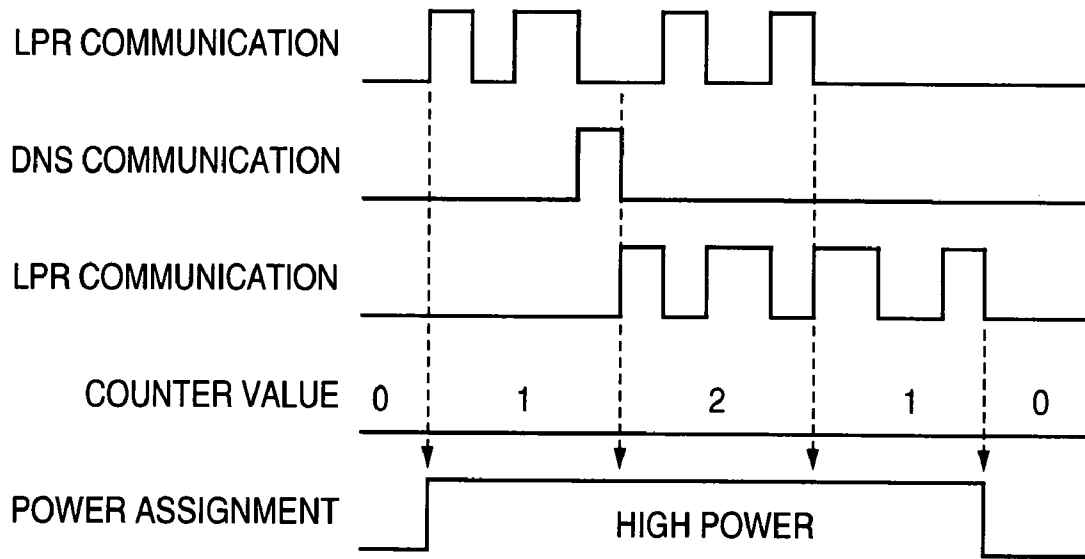 LPR COMMUNICATION
DNS COMMUNICATION
LPR COMMUNICATION
COUNTER VALUE 0 1 2 1 0
POWER ASSIGNMENT HIGH POWER